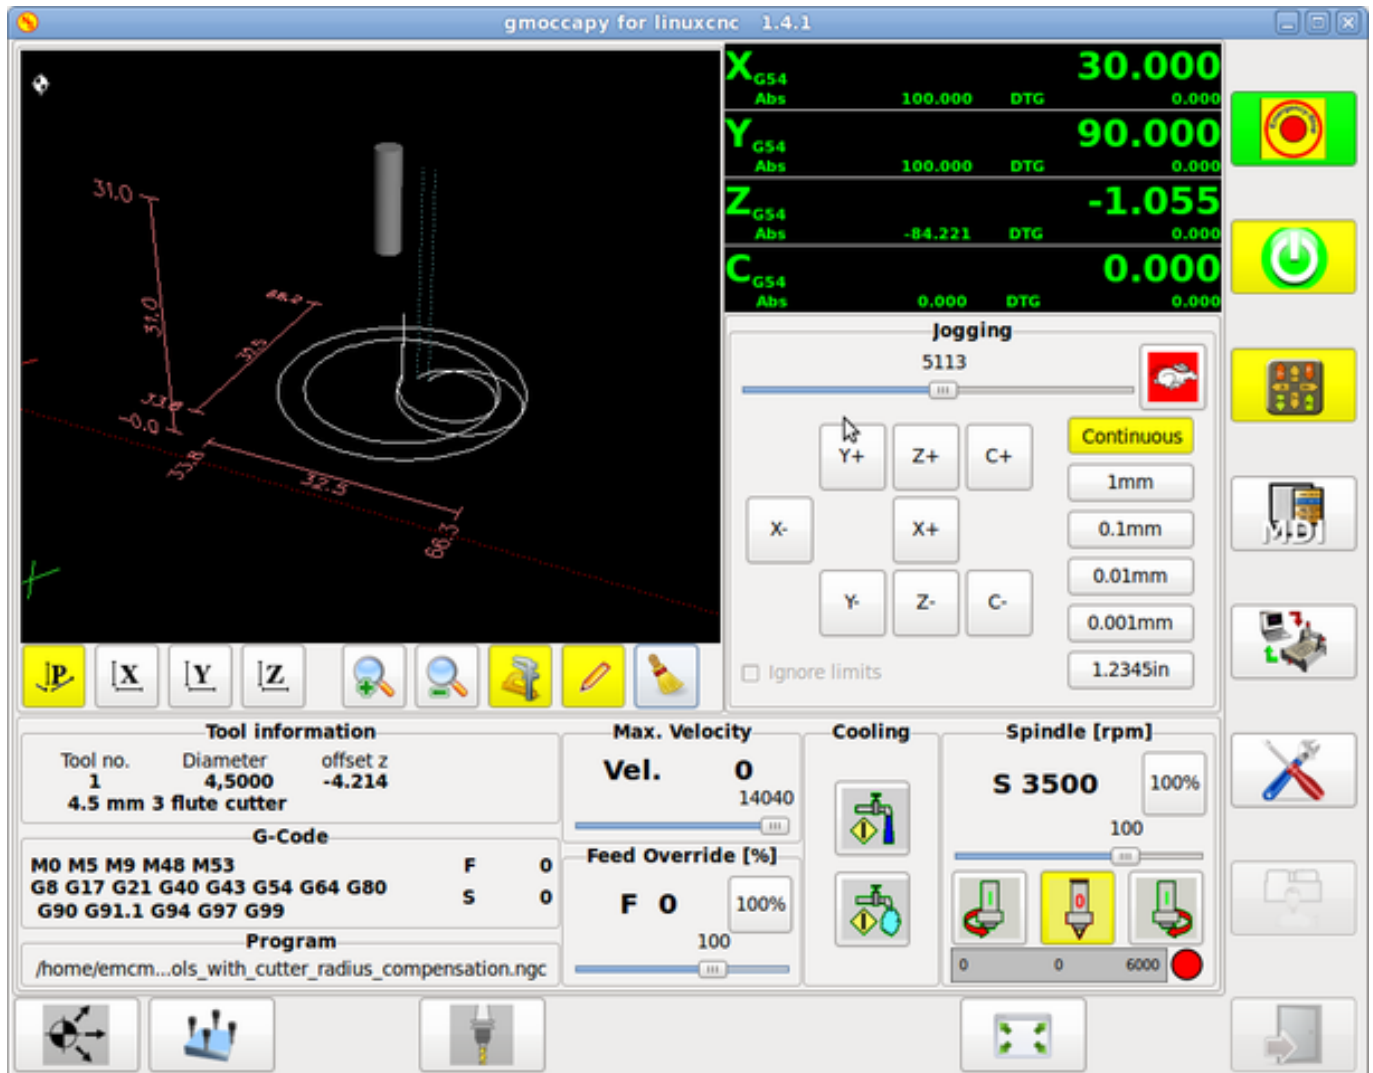 gmoccapy for linuxcnc 1.4.1
31.0
31.0
33.8
-0.0
33.8
32.5
66.3
X G54 30.000
Abs 100.000 DTG 0.000
Y G54 90.000
Abs 100.000 DTG 0.000
Z G54 -1.055
Abs -84.221 DTG 0.000
C G54 0.000
Abs 0.000 DTG 0.000
Jogging
5113
Y+ Z+ C+
X- X+
Y- Z- C-
Continuous
1mm
0.1mm
0.01mm
0.001mm
1.2345in
Ignore limits
MDI
P X Y Z
Tool information
Tool no. Diameter offset z
1 4,5000 -4.214
4.5 mm 3 flute cutter
G-Code
M0 M5 M9 M48 M53 F 0
G8 G17 G21 G40 G43 G54 G64 G80 S 0
G90 G91.1 G94 G97 G99
Program
/home/emcm...ols_with_cutter_radius_compensation.ngc
Max. Velocity
Vel. 0
14040
Feed Override [%]
F 0 100%
100
Cooling
Spindle [rpm]
S 3500 100%
100
0 0 6000